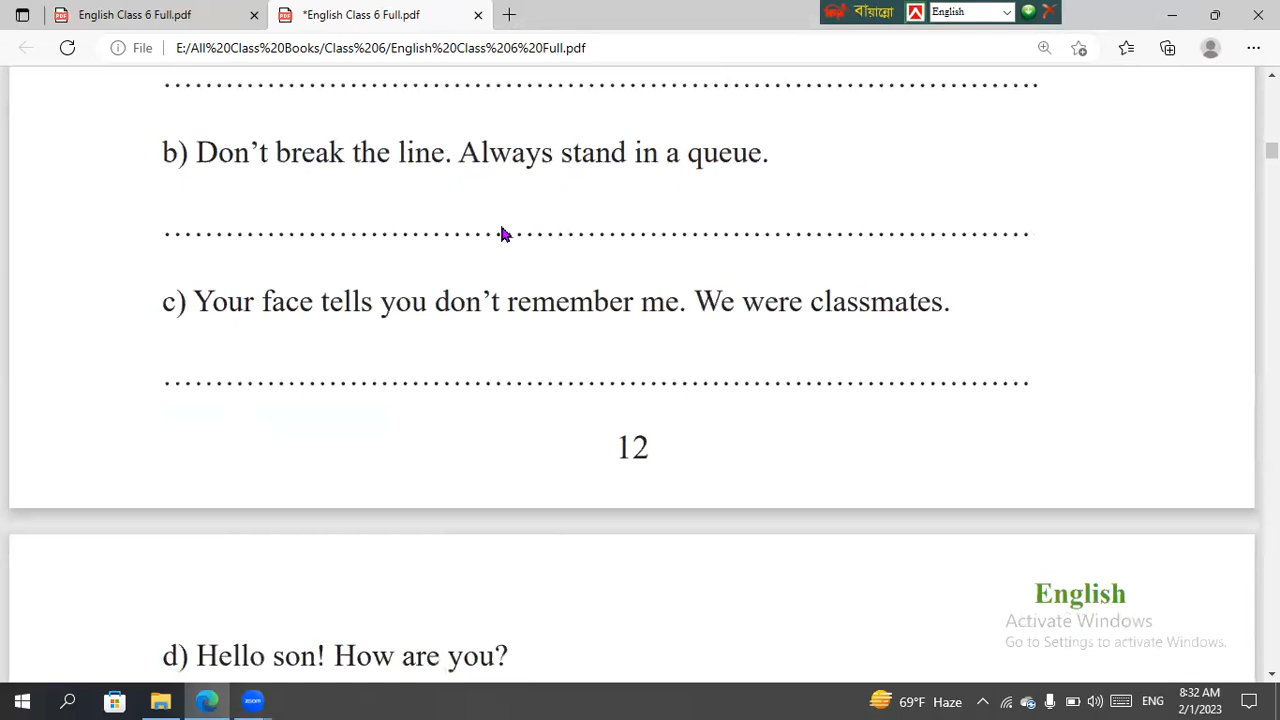 English Class 6 Full.pdf
*English Class 6 Full.pdf
বায়ান্নো
English
File
E:/All%20Class%20Books/Class%206/English%20Class%206%20Full.pdf
……………………………………………………………………………….
b) Don’t break the line. Always stand in a queue.
………………………………………………………………………………
c) Your face tells you don’t remember me. We were classmates.
………………………………………………………………………………
12
English
Activate Windows
Go to Settings to activate Windows.
d) Hello son! How are you?
zoom
69°F Haze
ENG
8:32 AM
2/1/2023